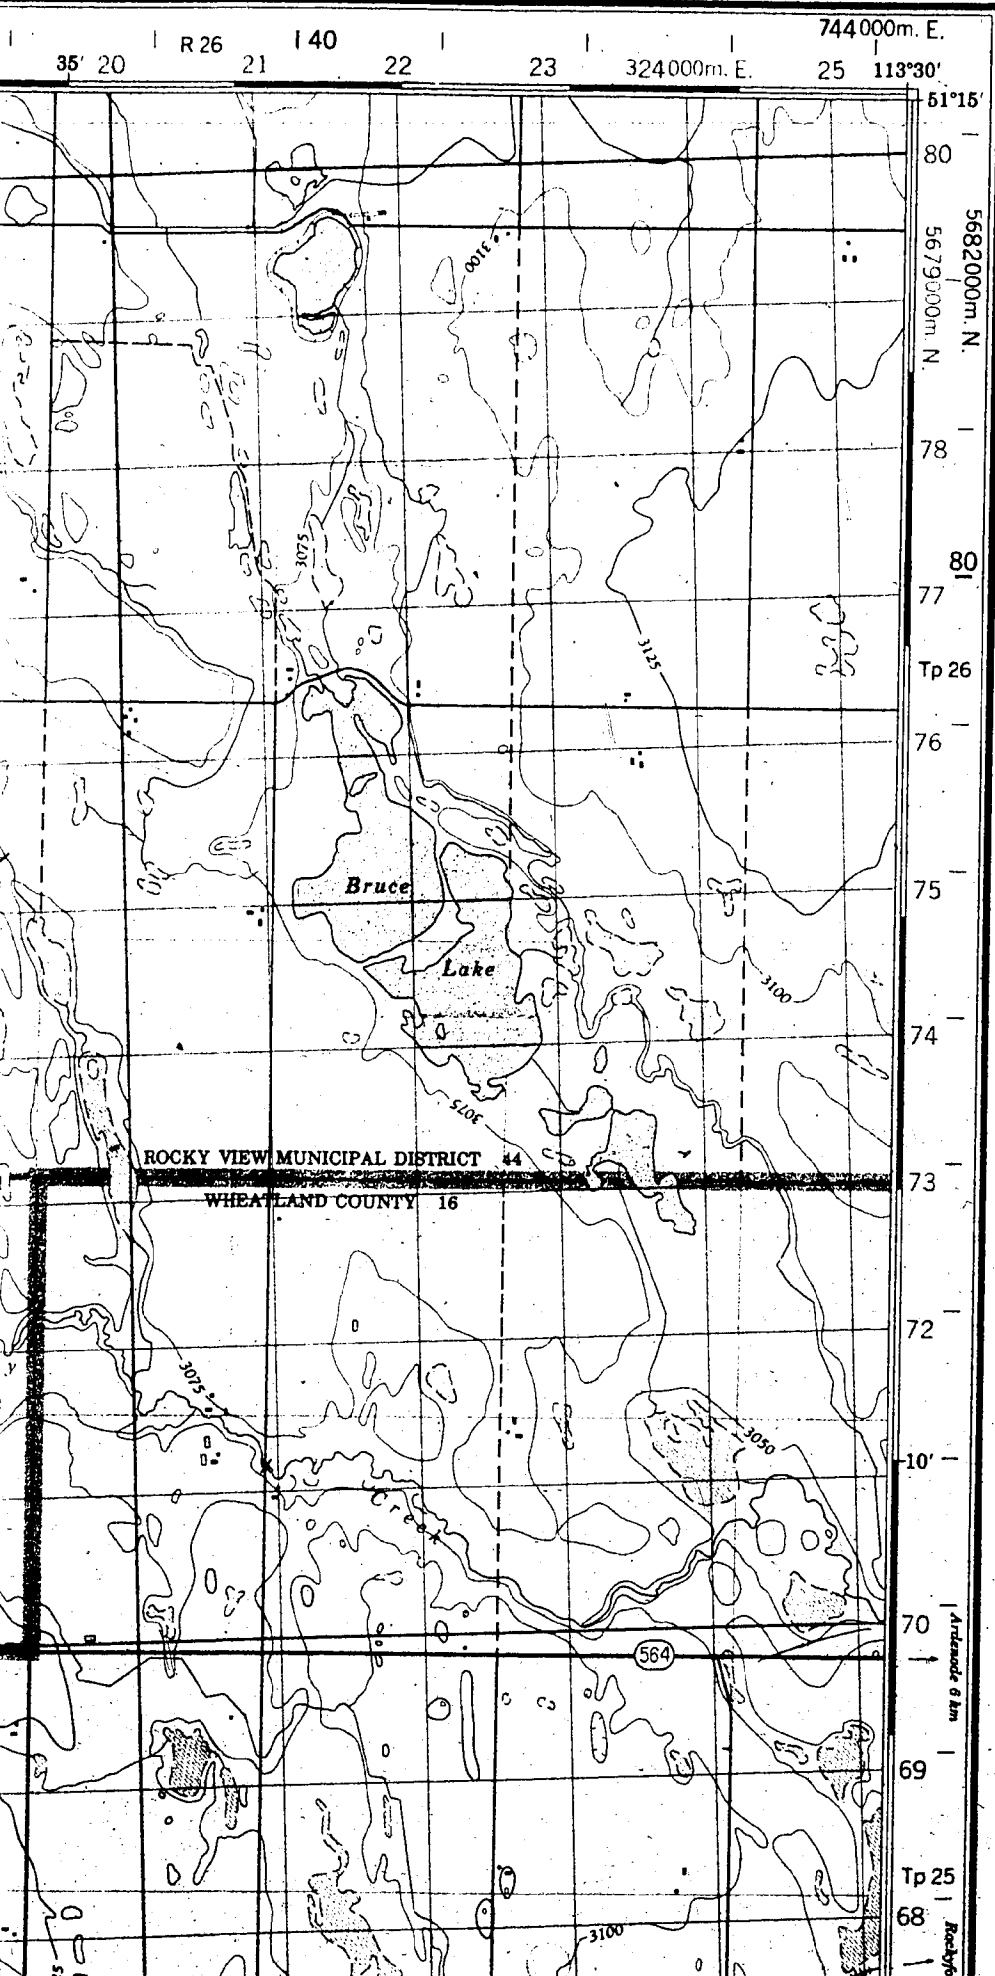 744000m. E.
R 26 I 40
35' 20 21 22 23 324000m. E. 25 113°30'
51°15'
80
5682000m. N.
5679000m. N.
3100
78
3075
80
77
3125
Tp 26
76
Bruce
75
Lake
3100
74
3075
ROCKY VIEW MUNICIPAL DISTRICT 44
73
WHEATLAND COUNTY 16
72
3075
3050
10'
Creek
70
564
Ardenode 6 km
69
Tp 25
68
3100